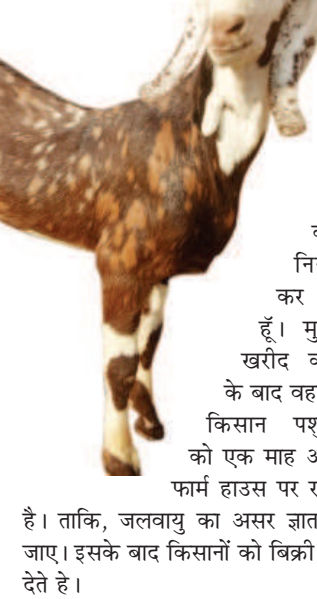 नि
कर
हूॅ। मु
खरीद
के बाद वह
किसान पशु
को एक माह अ
फार्म हाउस पर र
है। ताकि, जलवायु का असर ज्ञात
जाए। इसके बाद किसानों को बिक्री
देते हे।